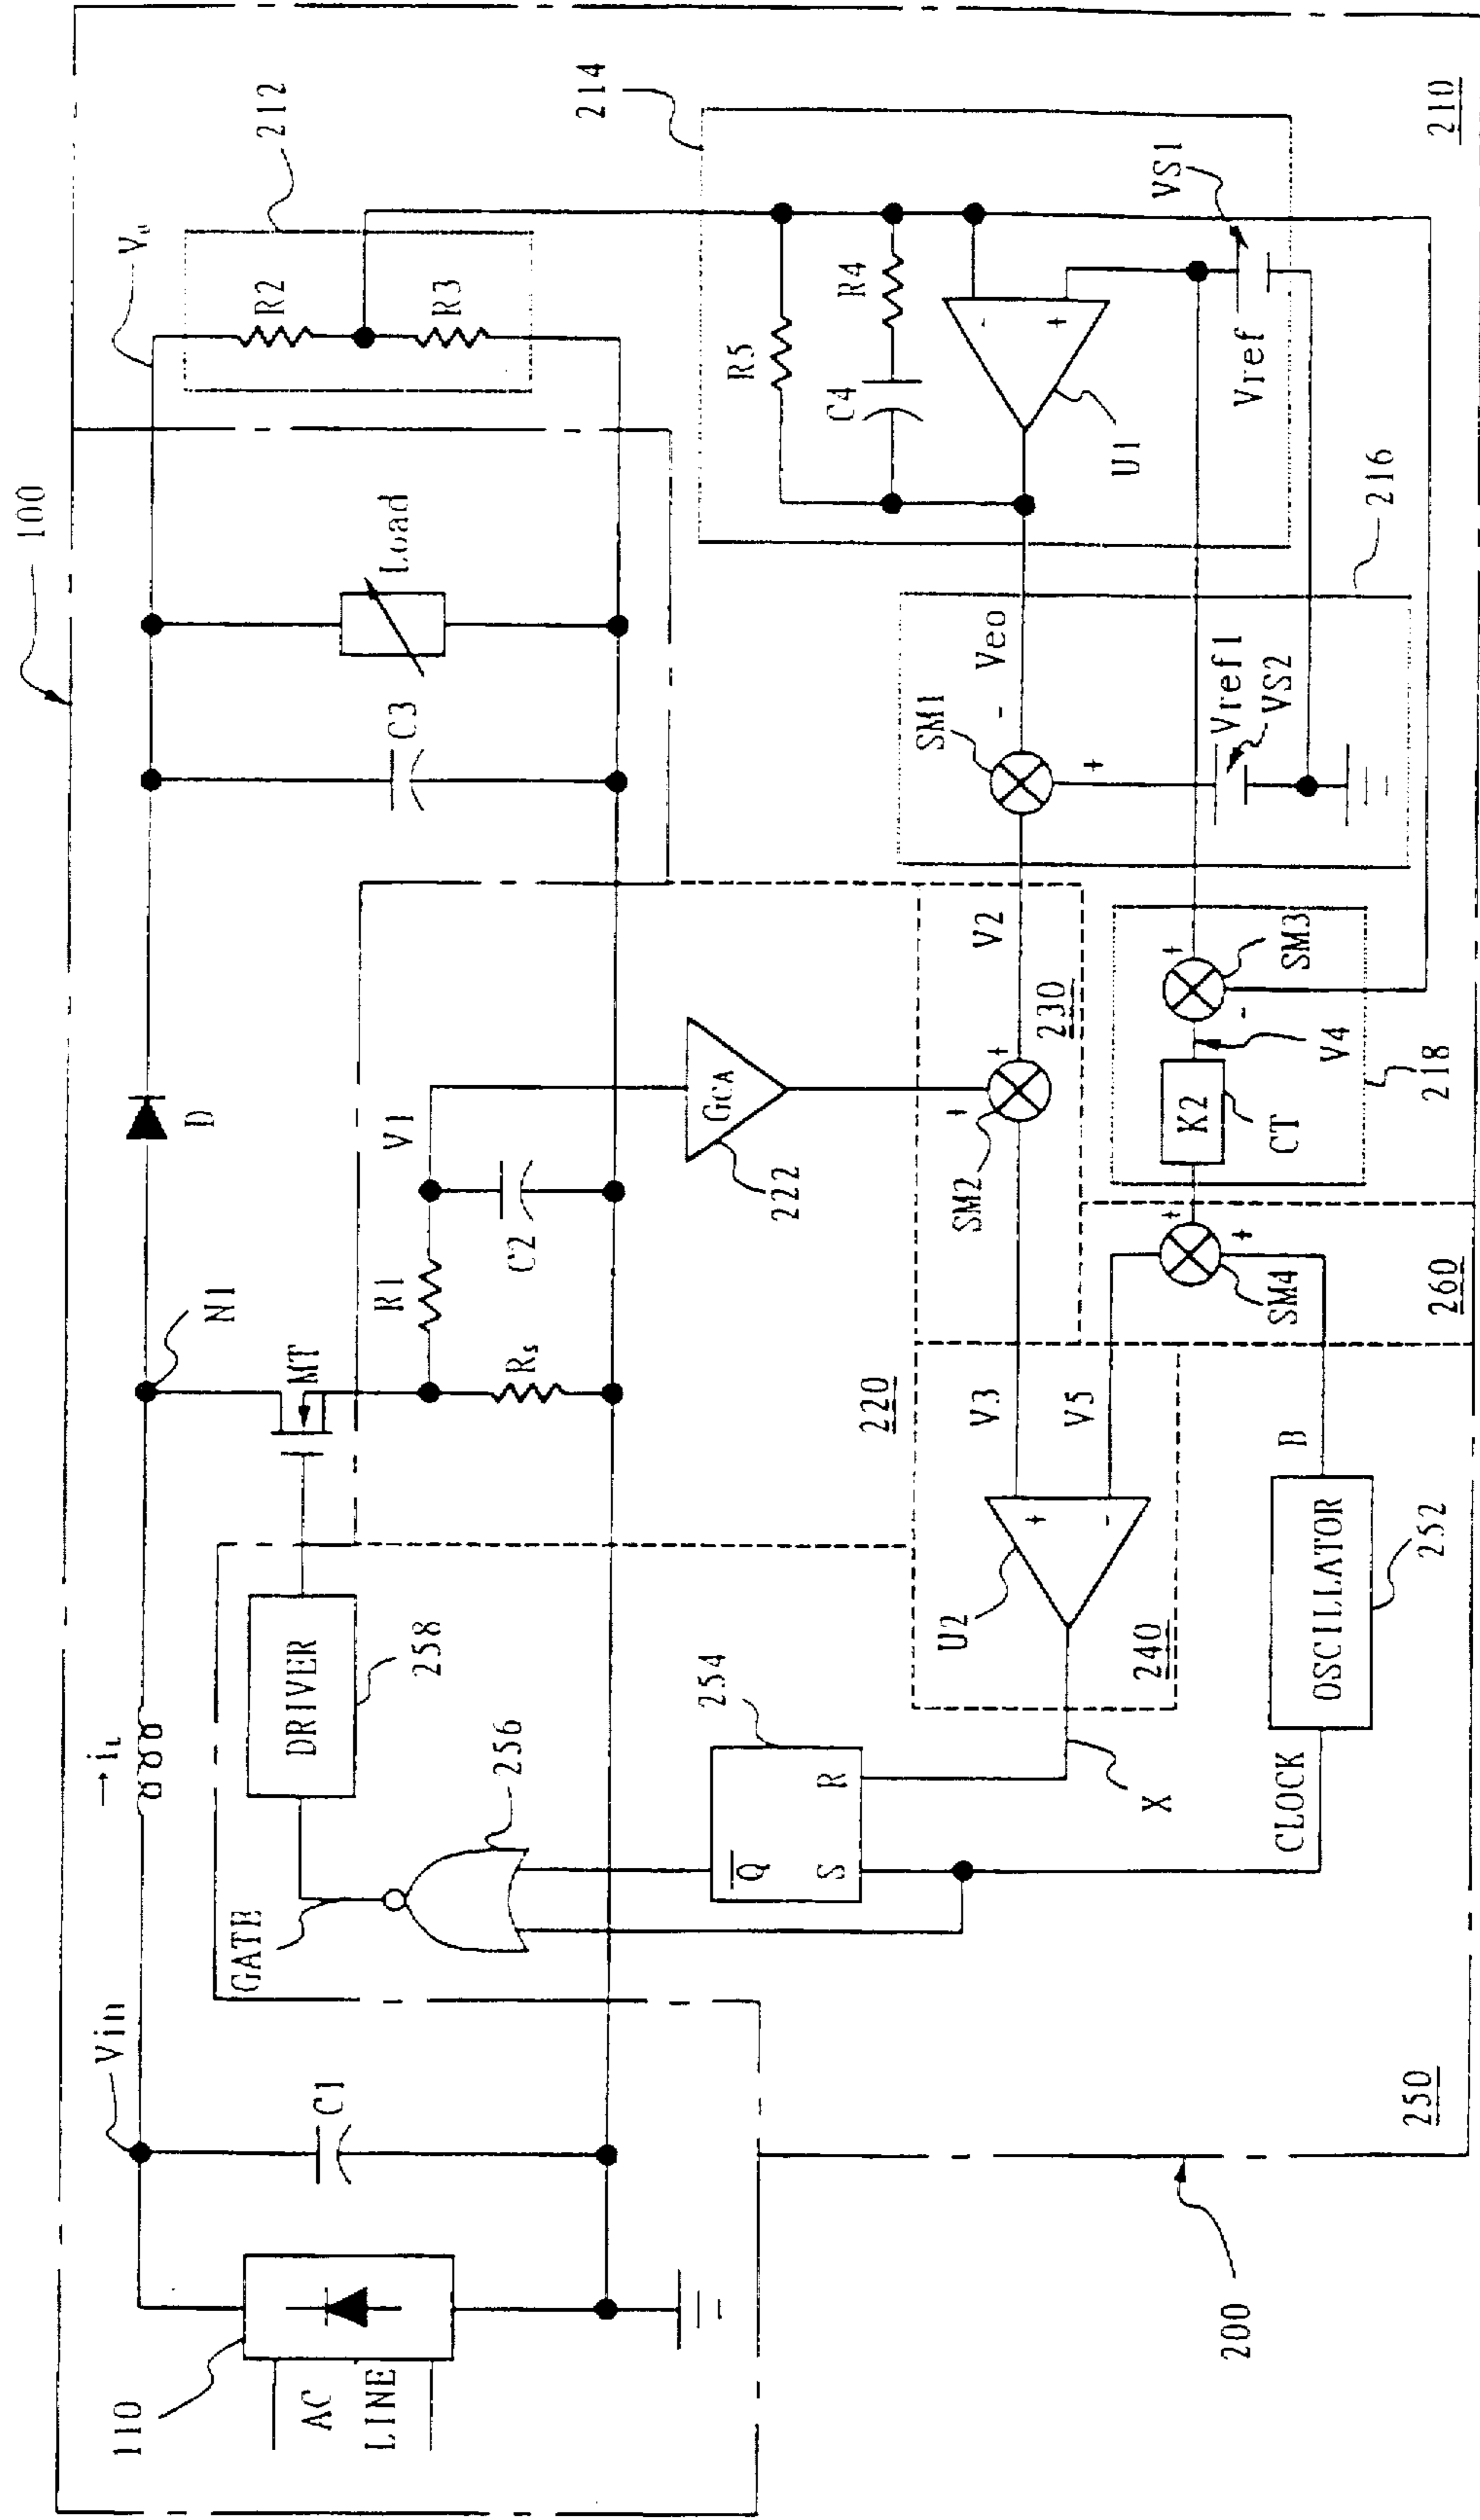 100
110
AC
LINE
Vin
C1
→ iL
N1
D
C3
Load
Vo
R2
R3
212
DRIVER
258
MT
R1
Rs
C2
V1
GCA
222
GATE
256
254
Q
S
R
X
U2
+
-
240
220
V3
V5
SM2
+
+
230
V2
SM1
-
+
Veo
Vref1
VS2
216
214
R5
C4
R4
U1
-
+
Vref
VS1
CLOCK
OSCILLATOR
252
B
SM4
+
+
260
K2
CT
V4
218
SM3
+
-
200
250
210